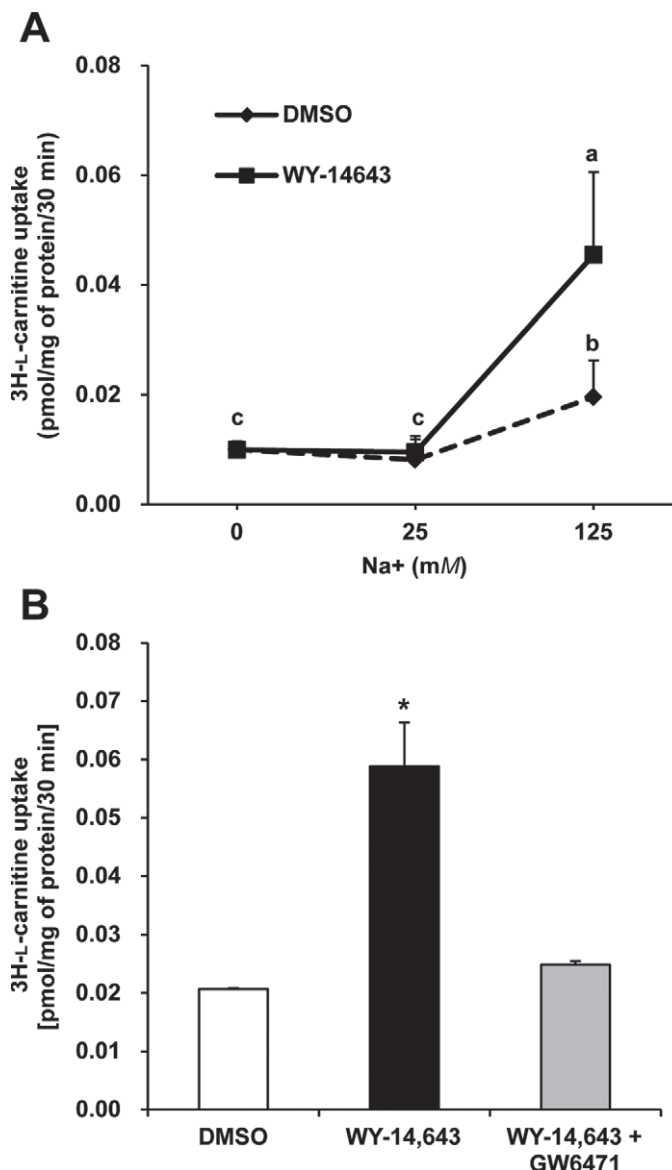 A
0.08
0.06
0.04
0.02
0.00
3H-L-carnitine uptake
(pmol/mg of protein/30 min)
DMSO
WY-14643
a
b
c
c
0
25
125
Na+ (mM)
B
0.08
0.07
0.06
0.05
0.04
0.03
0.02
0.01
0.00
3H-L-carnitine uptake
[pmol/mg of protein/30 min]
*
DMSO
WY-14,643
WY-14,643 +
GW6471